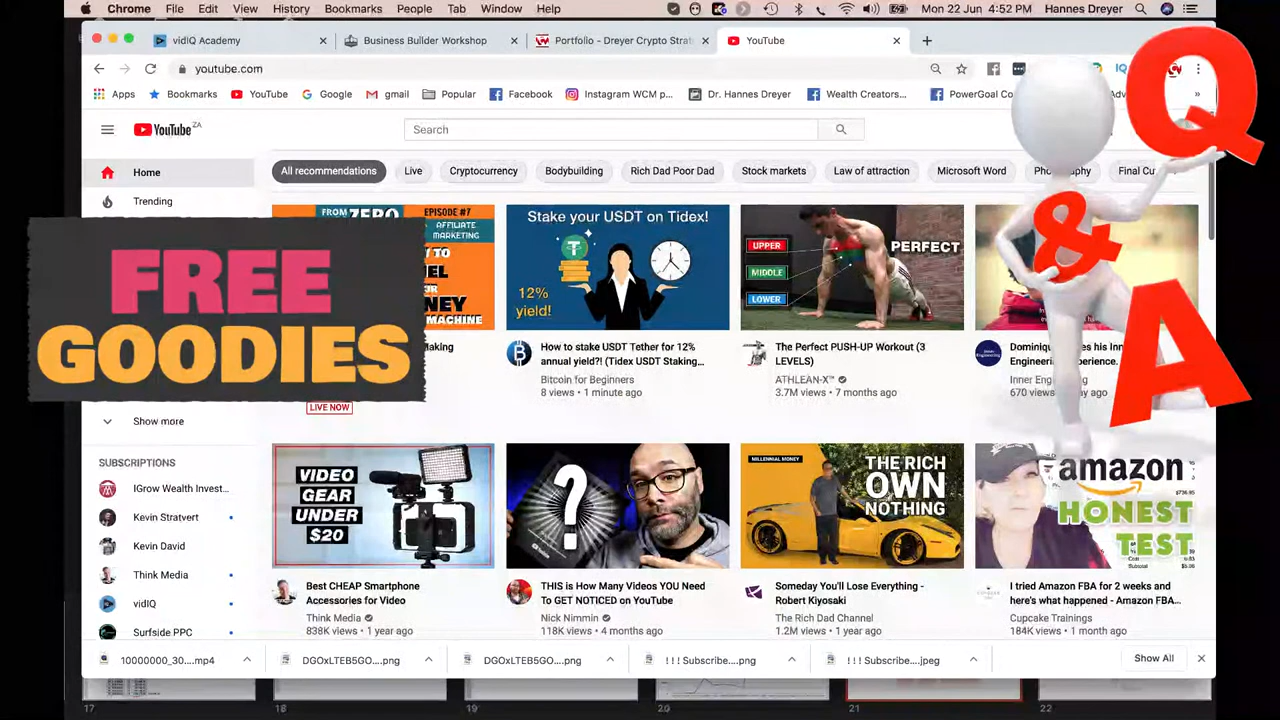 Chrome File Edit View History Bookmarks People Tab Window Help
Mon 22 Jun 4:52 PM Hannes Dreyer
vidIQ Academy
Business Builder Workshop
Portfolio - Dreyer Crypto Strat
YouTube
youtube.com
Apps Bookmarks YouTube Google gmail Popular Facebook Instagram WCM p... Dr. Hannes Dreyer Wealth Creators... PowerGoal Co
YouTube ZA
Search
Home
Trending
All recommendations Live Cryptocurrency Bodybuilding Rich Dad Poor Dad Stock markets Law of attraction Microsoft Word Photography Final Cu
Q
&
A
FREE
GOODIES
FROM ZERO
EPISODE #7
AFFILIATE
MARKETING
MACHINE
Making
LIVE NOW
Stake your USDT on Tidex!
12%
yield!
How to stake USDT Tether for 12%
annual yield?! (Tidex USDT Staking...
Bitcoin for Beginners
8 views • 1 minute ago
UPPER
MIDDLE
LOWER
PERFECT
The Perfect PUSH-UP Workout (3
LEVELS)
ATHLEAN-X™
3.7M views • 7 months ago
Inner Eng
670 views
Show more
SUBSCRIPTIONS
IGrow Wealth Invest...
Kevin Stratvert
Kevin David
Think Media
vidIQ
Surfside PPC
VIDEO
GEAR
UNDER
$20
Best CHEAP Smartphone
Accessories for Video
Think Media
838K views • 1 year ago
?
THIS is How Many Videos YOU Need
To GET NOTICED on YouTube
Nick Nimmin
118K views • 4 months ago
MILLENNIAL MONEY
THE RICH
OWN
NOTHING
Someday You'll Lose Everything -
Robert Kiyosaki
The Rich Dad Channel
1.2M views • 1 year ago
amazon
HONEST
TEST
I tried Amazon FBA for 2 weeks and
here's what happened - Amazon FBA...
Cupcake Trainings
184K views • 1 month ago
10000000_30....mp4
DGOxLTEB5GO....png
DGOxLTEB5GO....png
! ! ! Subscribe....png
! ! ! Subscribe....jpeg
Show All
17 18 19 20 21 22